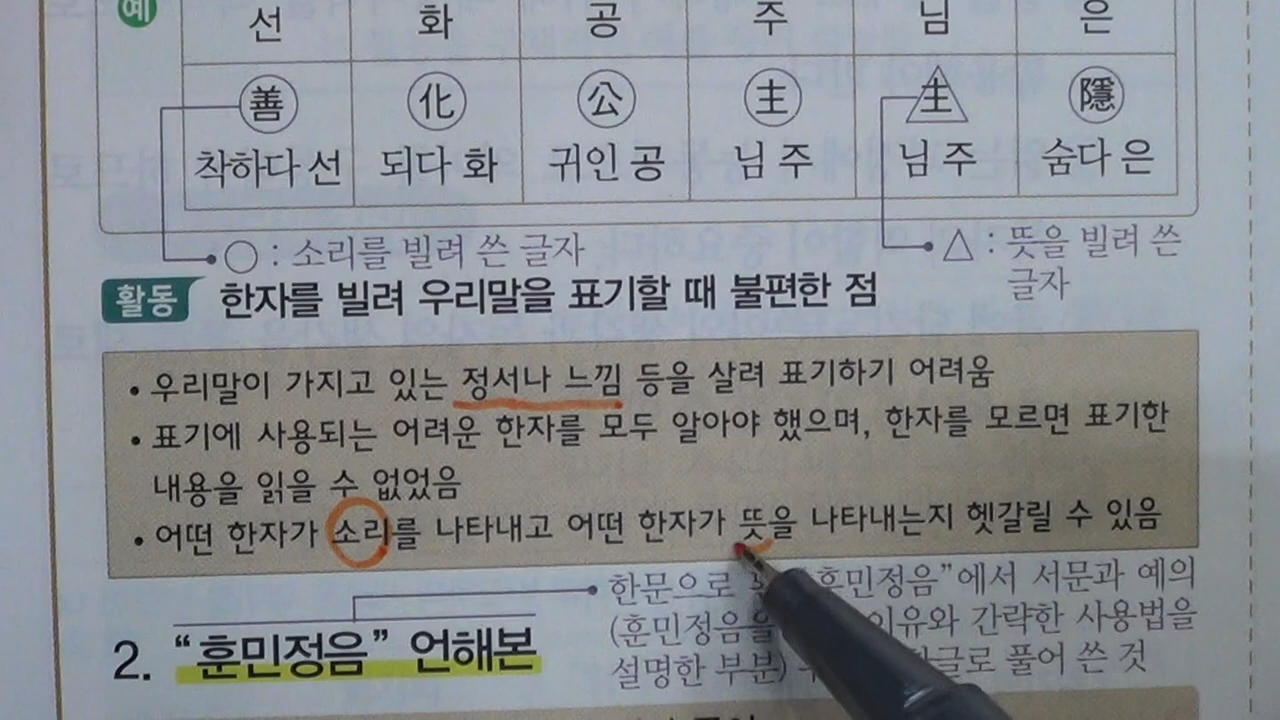 예
선 화 공 주 님 은
善 化 公 主 主 隱
착하다 선 되다 화 귀인 공 님 주 님 주 숨다 은
○ : 소리를 빌려 쓴 글자
△ : 뜻을 빌려 쓴
글자
활동 한자를 빌려 우리말을 표기할 때 불편한 점
• 우리말이 가지고 있는 정서나 느낌 등을 살려 표기하기 어려움
• 표기에 사용되는 어려운 한자를 모두 알아야 했으며, 한자를 모르면 표기한
내용을 읽을 수 없었음
• 어떤 한자가 소리를 나타내고 어떤 한자가 뜻을 나타내는지 헷갈릴 수 있음
한문으로 훈민정음”에서 서문과 예의
(훈민정음을 이유와 간략한 사용법을
설명한 부분) 풀어 쓴 것
2. “훈민정음” 언해본